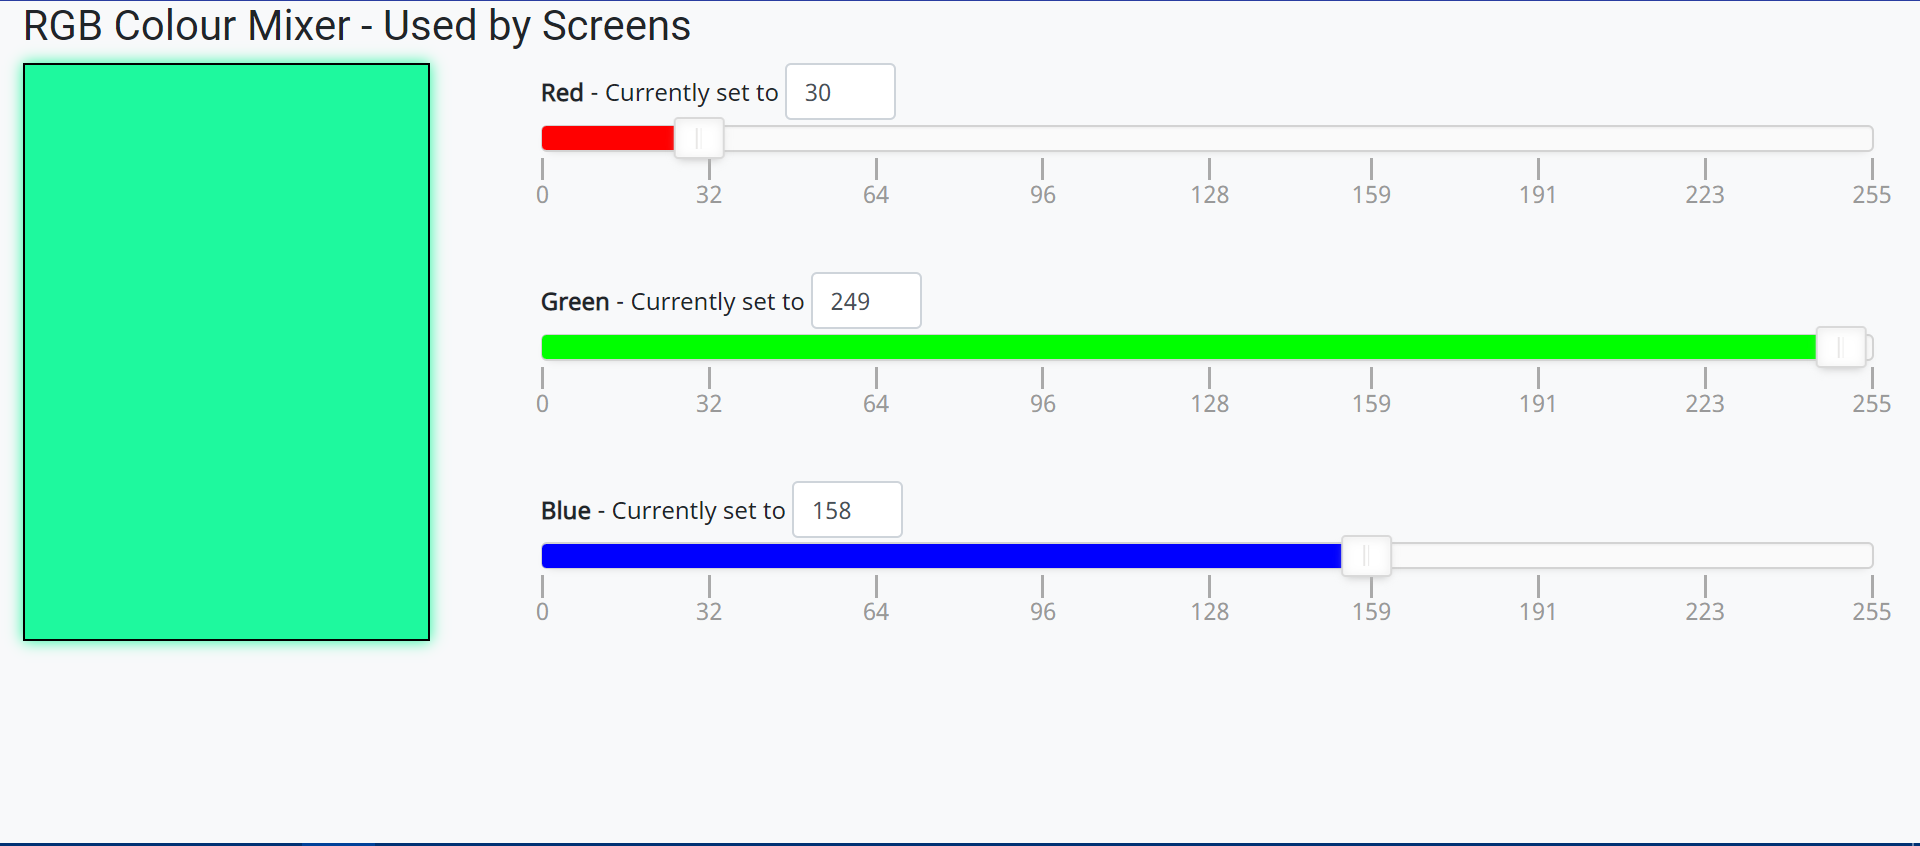 RGB Colour Mixer - Used by Screens
Red - Currently set to 30
0 32 64 96 128 159 191 223 255
Green - Currently set to 249
0 32 64 96 128 159 191 223 255
Blue - Currently set to 158
0 32 64 96 128 159 191 223 255